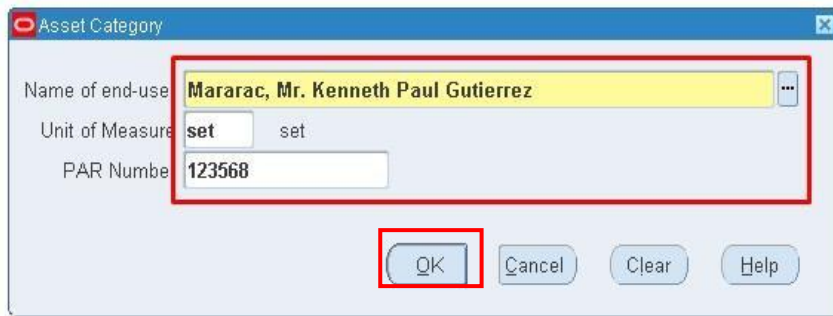 Asset Category
Name of end-use Mararac, Mr. Kenneth Paul Gutierrez ...
Unit of Measure set set
PAR Numbe 123568
OK Cancel Clear Help